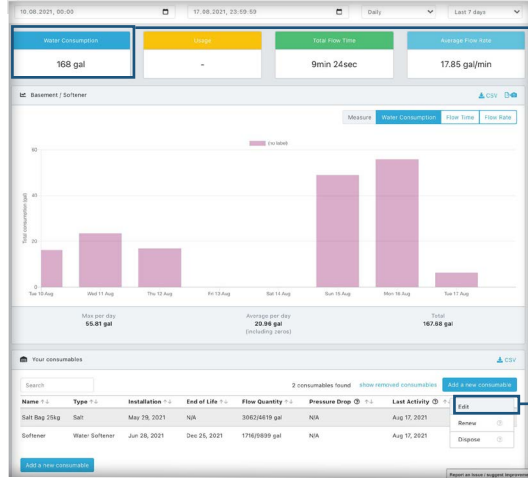 10.08.2021, 00:00 17.08.2021, 23:59:59 Daily Last 7 days
Water Consumption Usage Total Flow Time Average Flow Rate
168 gal - 9min 24sec 17.85 gal/min
Basement / Softener CSV
Measure Water Consumption Flow Time Flow Rate
(no label)
Total consumption (gal)
60
40
20
0
Tue 10 Aug Wed 11 Aug Thu 12 Aug Fri 13 Aug Sat 14 Aug Sun 15 Aug Mon 16 Aug Tue 17 Aug
Max per day Average per day Total
55.81 gal 20.96 gal 167.68 gal
(including zeros)
Your consumables CSV
Search 2 consumables found show removed consumables Add a new consumable
Name Type Installation End of Life Flow Quantity Pressure Drop Last Activity
Salt Bag 25kg Salt May 29, 2021 N/A 3062/4619 gal N/A Aug 17, 2021
Softener Water Softener Jun 28, 2021 Dec 25, 2021 1716/9899 gal N/A Aug 17, 2021
Edit
Renew
Dispose
Add a new consumable
Report an issue / suggest improvement